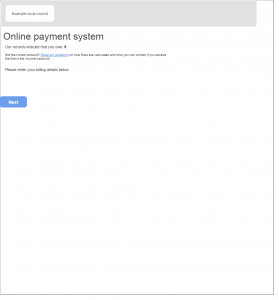 Example local council
Online payment system
Our records indicate that you owe: £
Not the correct amount? Read our guidance on how fines are calculated and who you can contact if you believe
the fine to be incorrect amount.
Please enter your billing details below:
Next